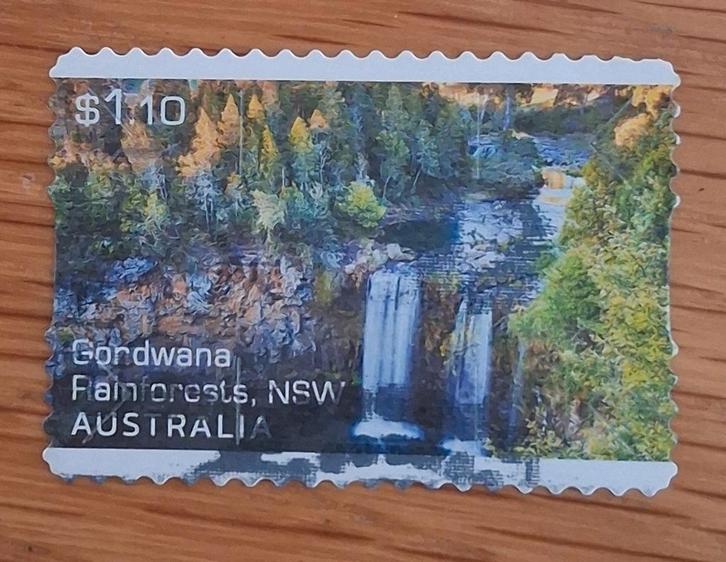 $1.10
Gondwana
Rainforests, NSW
AUSTRALIA